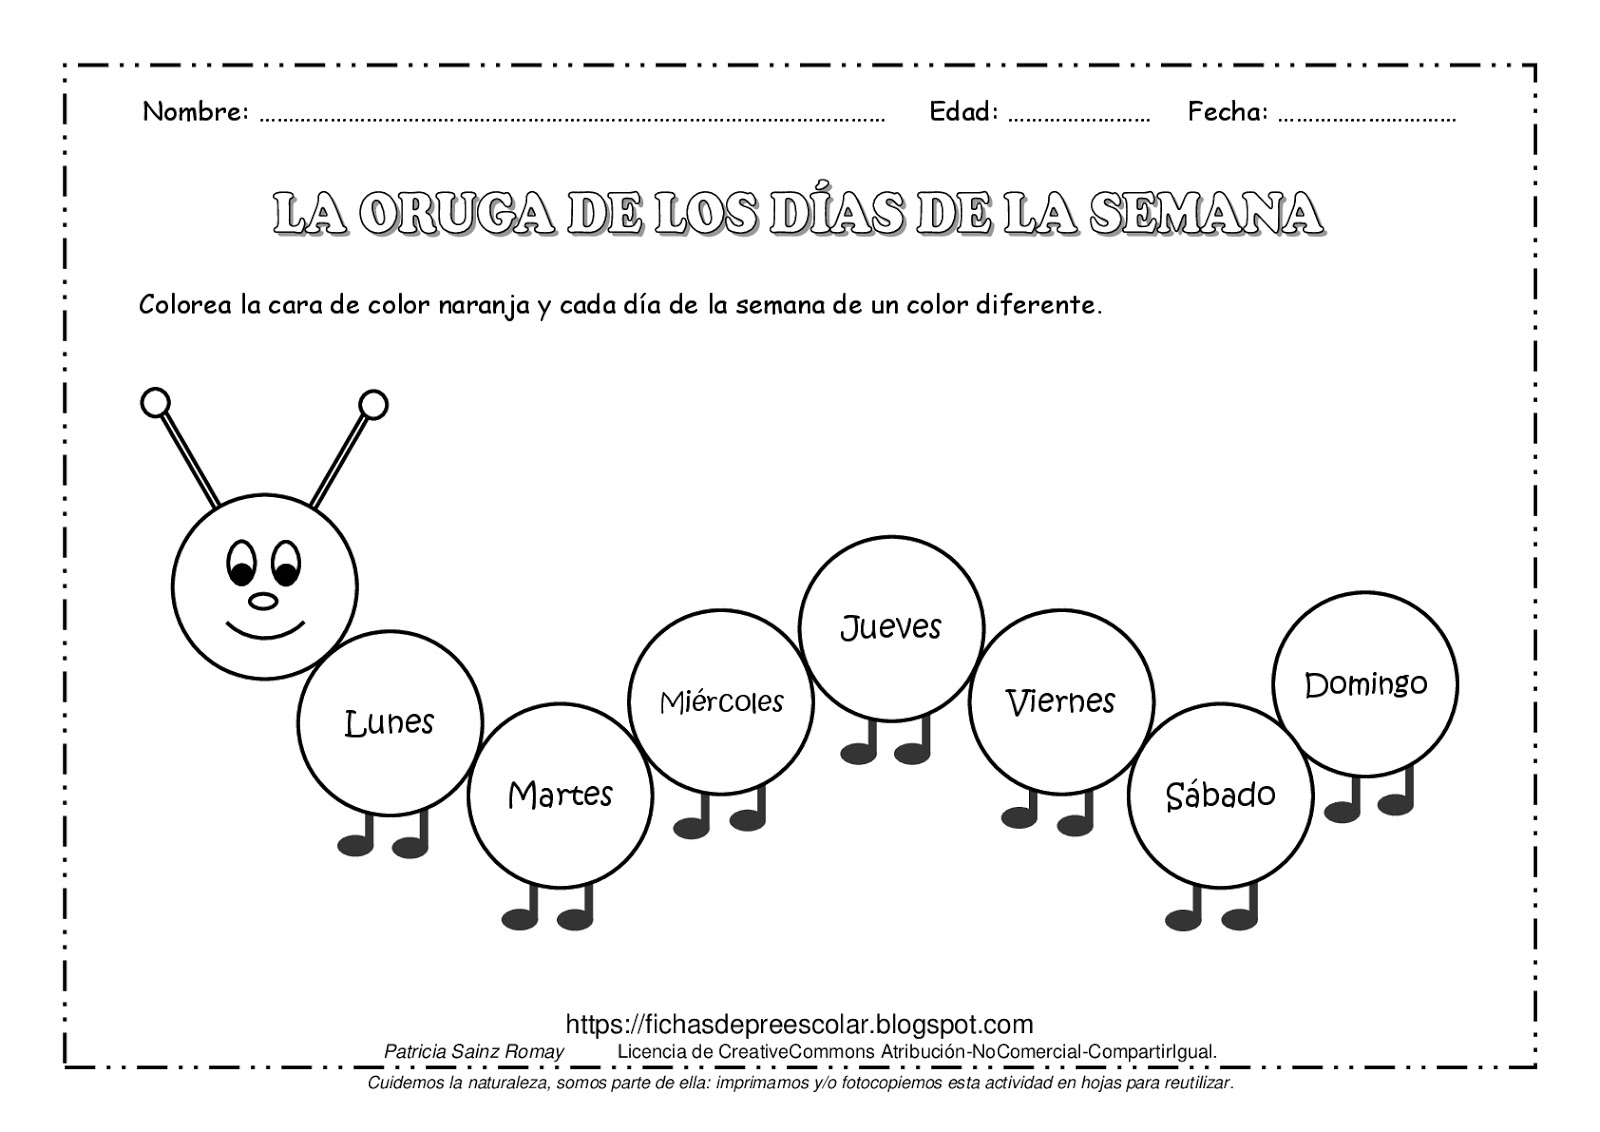 Nombre: ........................................................................................................ Edad: ........................ Fecha: ..............................
LA ORUGA DE LOS DÍAS DE LA SEMANA
Colorea la cara de color naranja y cada día de la semana de un color diferente.
Lunes
Martes
Miércoles
Jueves
Viernes
Sábado
Domingo
https://fichasdepreescolar.blogspot.com
Patricia Sainz Romay Licencia de CreativeCommons Atribución-NoComercial-CompartirIgual.
Cuidemos la naturaleza, somos parte de ella: imprimamos y/o fotocopiemos esta actividad en hojas para reutilizar.